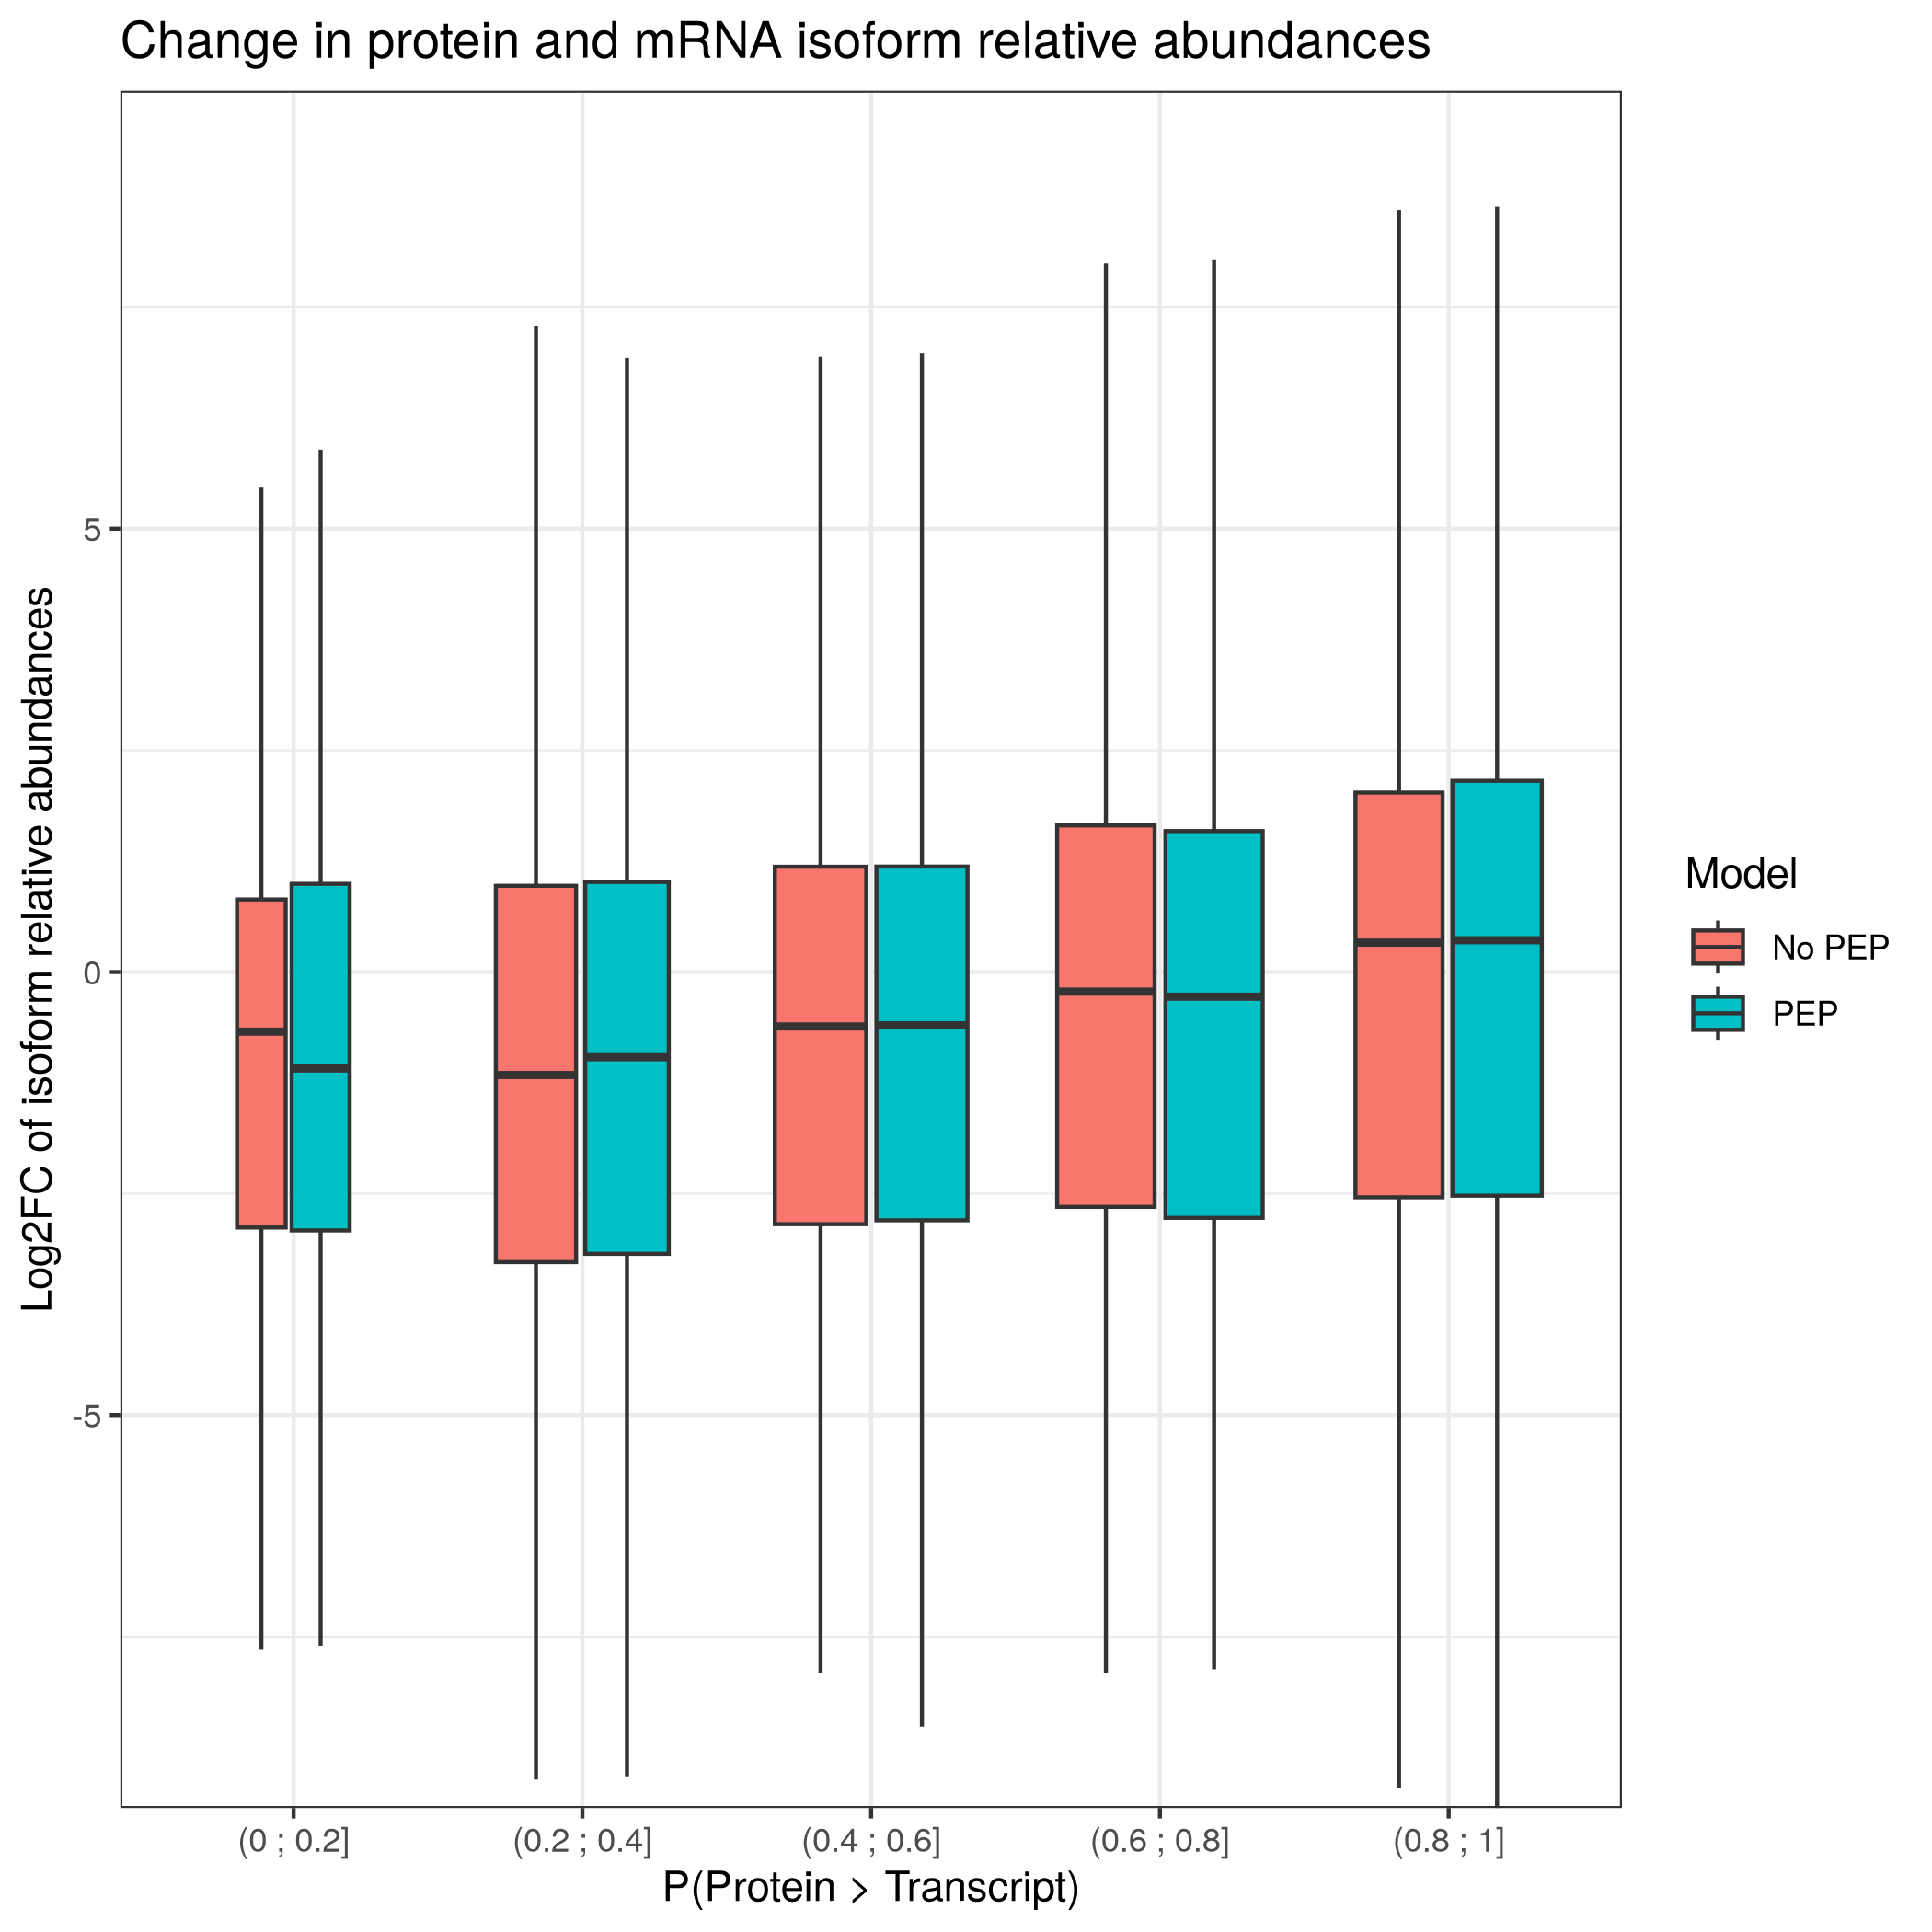 Change in protein and mRNA isoform relative abundances
Log2FC of isoform relative abundances
5
0
-5
(0 ; 0.2]
(0.2 ; 0.4]
(0.4 ; 0.6]
(0.6 ; 0.8]
(0.8 ; 1]
P(Protein > Transcript)
Model
No PEP
PEP